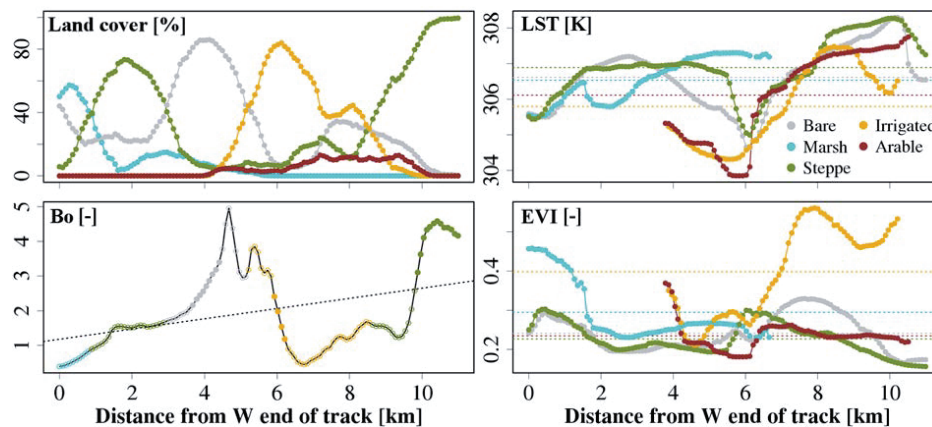 Land cover [%]
80
40
0
LST [K]
308
306
304
Bare
Marsh
Steppe
Irrigated
Arable
Bo [-]
5
4
3
2
1
0 2 4 6 8 10
Distance from W end of track [km]
EVI [-]
0.4
0.2
0 2 4 6 8 10
Distance from W end of track [km]